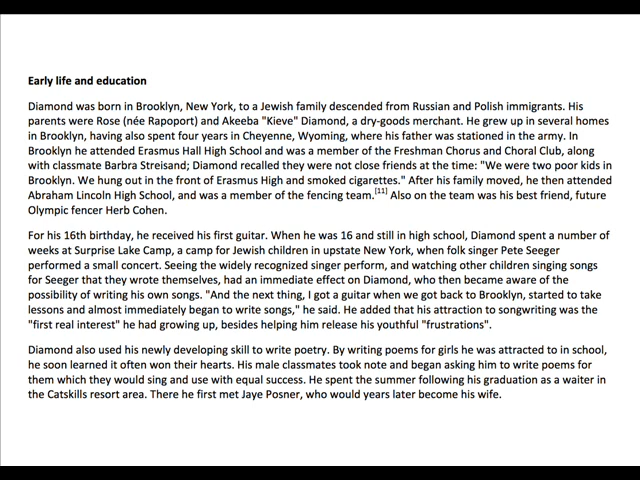 Early life and education
Diamond was born in Brooklyn, New York, to a Jewish family descended from Russian and Polish immigrants. His
parents were Rose (née Rapoport) and Akeeba "Kieve" Diamond, a dry-goods merchant. He grew up in several homes
in Brooklyn, having also spent four years in Cheyenne, Wyoming, where his father was stationed in the army. In
Brooklyn he attended Erasmus Hall High School and was a member of the Freshman Chorus and Choral Club, along
with classmate Barbra Streisand; Diamond recalled they were not close friends at the time: "We were two poor kids in
Brooklyn. We hung out in the front of Erasmus High and smoked cigarettes." After his family moved, he then attended
Abraham Lincoln High School, and was a member of the fencing team.[11] Also on the team was his best friend, future
Olympic fencer Herb Cohen.
For his 16th birthday, he received his first guitar. When he was 16 and still in high school, Diamond spent a number of
weeks at Surprise Lake Camp, a camp for Jewish children in upstate New York, when folk singer Pete Seeger
performed a small concert. Seeing the widely recognized singer perform, and watching other children singing songs
for Seeger that they wrote themselves, had an immediate effect on Diamond, who then became aware of the
possibility of writing his own songs. "And the next thing, I got a guitar when we got back to Brooklyn, started to take
lessons and almost immediately began to write songs," he said. He added that his attraction to songwriting was the
"first real interest" he had growing up, besides helping him release his youthful "frustrations".
Diamond also used his newly developing skill to write poetry. By writing poems for girls he was attracted to in school,
he soon learned it often won their hearts. His male classmates took note and began asking him to write poems for
them which they would sing and use with equal success. He spent the summer following his graduation as a waiter in
the Catskills resort area. There he first met Jaye Posner, who would years later become his wife.